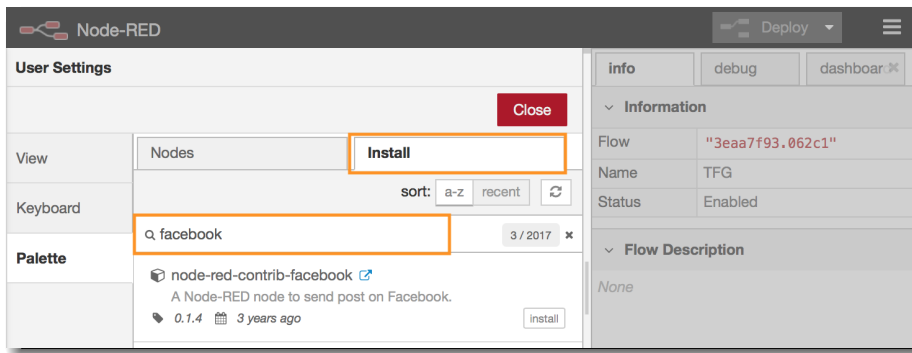 Node-RED
Deploy
User Settings
Close
View
Keyboard
Palette
Nodes
Install
sort: a-z recent
facebook
3 / 2017
node-red-contrib-facebook
A Node-RED node to send post on Facebook.
0.1.4 3 years ago
install
info
debug
dashboar
Information
Flow "3eaa7f93.062c1"
Name TFG
Status Enabled
Flow Description
None